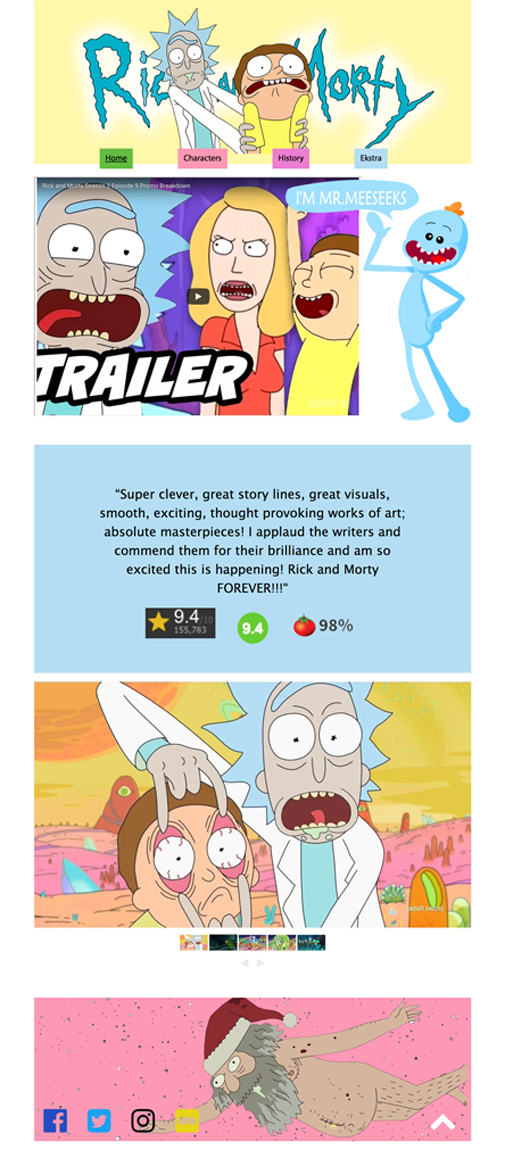 Rick and Morty
Home
Characters
History
Ekstra
Rick and Morty Season 3 Episode 9 Promo Breakdown
I'M MR.MEESEEKS
TRAILER
“Super clever, great story lines, great visuals,
smooth, exciting, thought provoking works of art;
absolute masterpieces! I applaud the writers and
commend them for their brilliance and am so
excited this is happening! Rick and Morty
FOREVER!!!“
9.4/10
155,783
9.4
98%
[adult swim]